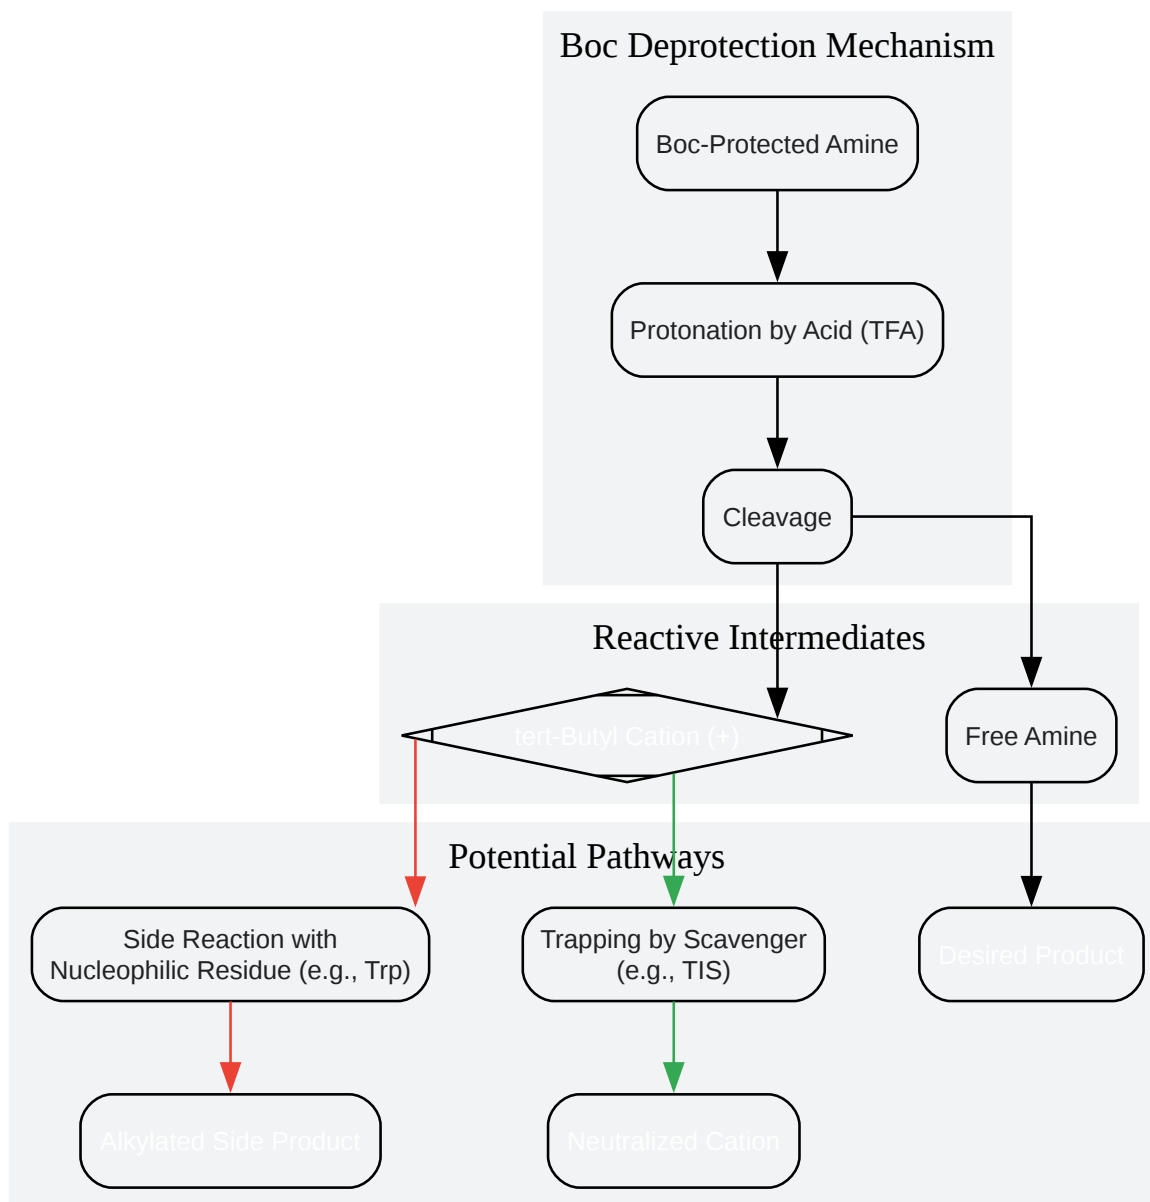 Boc Deprotection Mechanism
Boc-Protected Amine
Protonation by Acid (TFA)
Cleavage
Reactive Intermediates
tert-Butyl Cation (+)
Free Amine
Potential Pathways
Side Reaction with
Nucleophilic Residue (e.g., Trp)
Trapping by Scavenger
(e.g., TIS)
Desired Product
Alkylated Side Product
Neutralized Cation